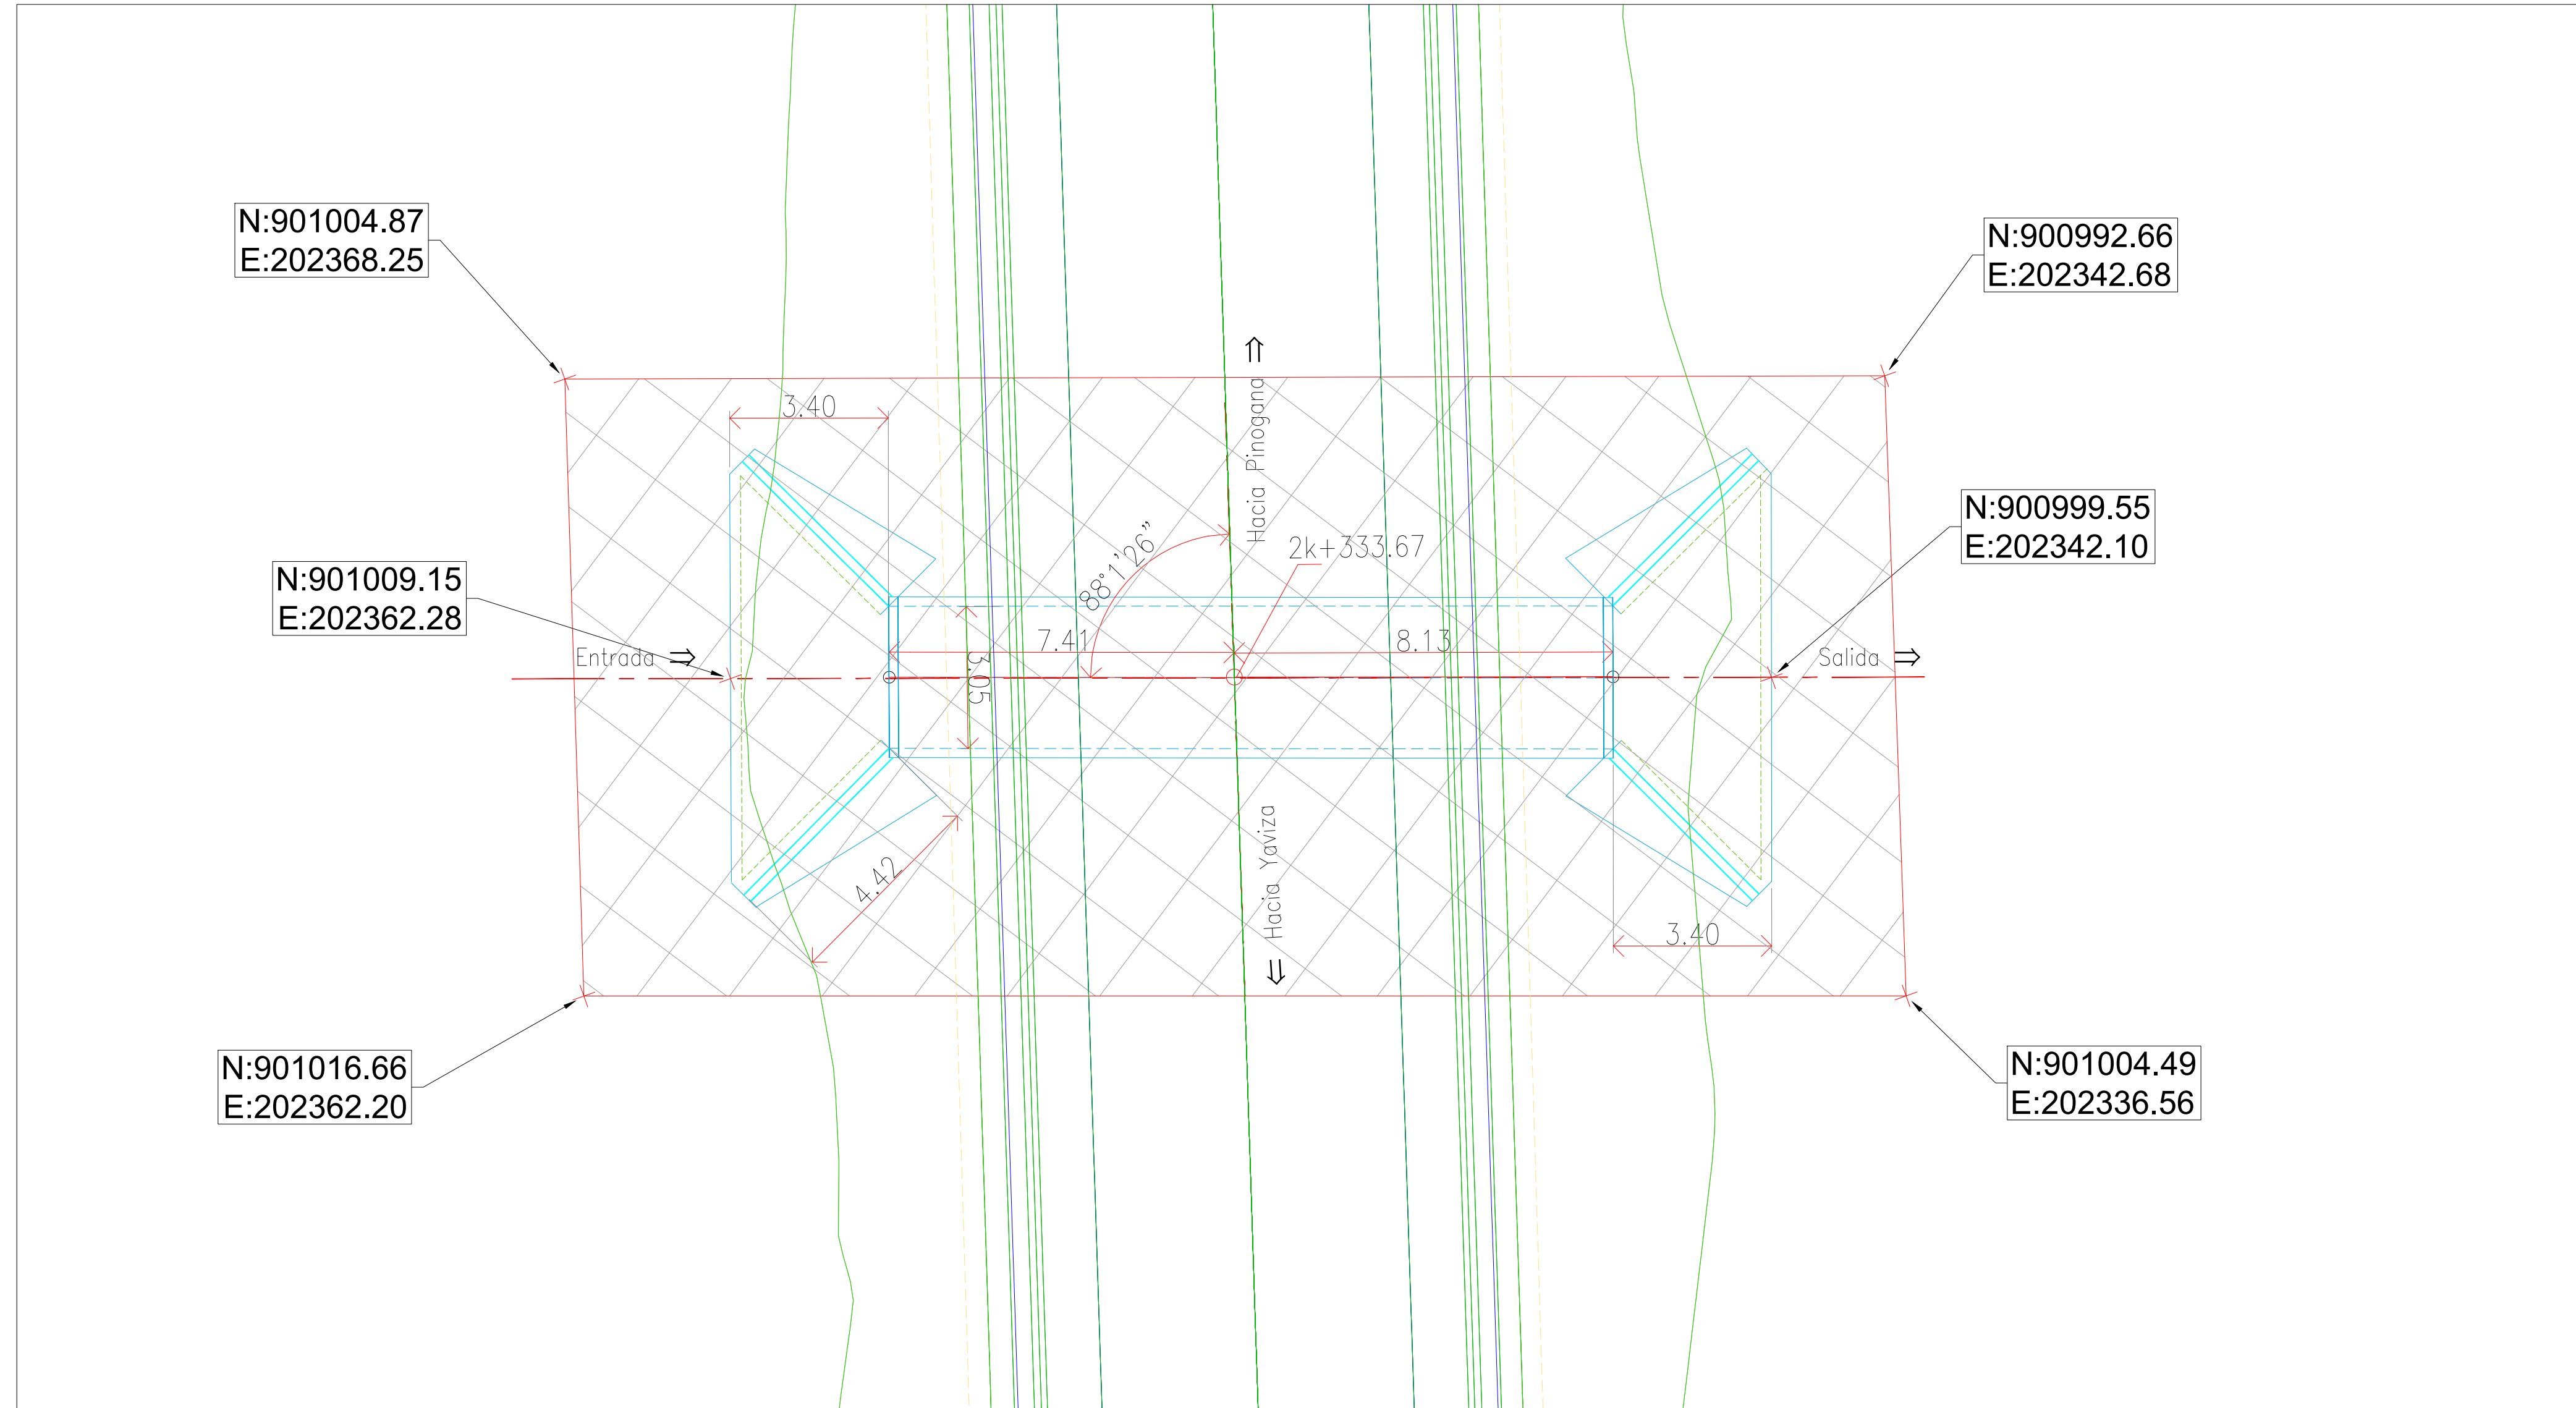 N:901004.87
E:202368.25
N:900992.66
E:202342.68
3.40
Hacia Pinogana
N:900999.55
E:202342.10
88°1'26"
2k+333.67
N:901009.15
E:202362.28
Entrada
7.41
8.13
Salida
3.05
Hacia Yaviza
4.42
3.40
N:901016.66
E:202362.20
N:901004.49
E:202336.56